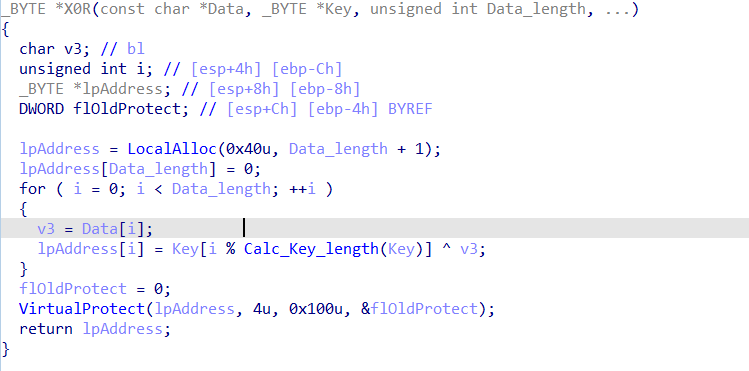 _BYTE *X0R(const char *Data, _BYTE *Key, unsigned int Data_length, ...)
{
  char v3; // bl
  unsigned int i; // [esp+4h] [ebp-Ch]
  _BYTE *lpAddress; // [esp+8h] [ebp-8h]
  DWORD flOldProtect; // [esp+Ch] [ebp-4h] BYREF

  lpAddress = LocalAlloc(0x40u, Data_length + 1);
  lpAddress[Data_length] = 0;
  for ( i = 0; i < Data_length; ++i )
  {
    v3 = Data[i];
    lpAddress[i] = Key[i % Calc_Key_length(Key)] ^ v3;
  }
  flOldProtect = 0;
  VirtualProtect(lpAddress, 4u, 0x100u, &flOldProtect);
  return lpAddress;
}